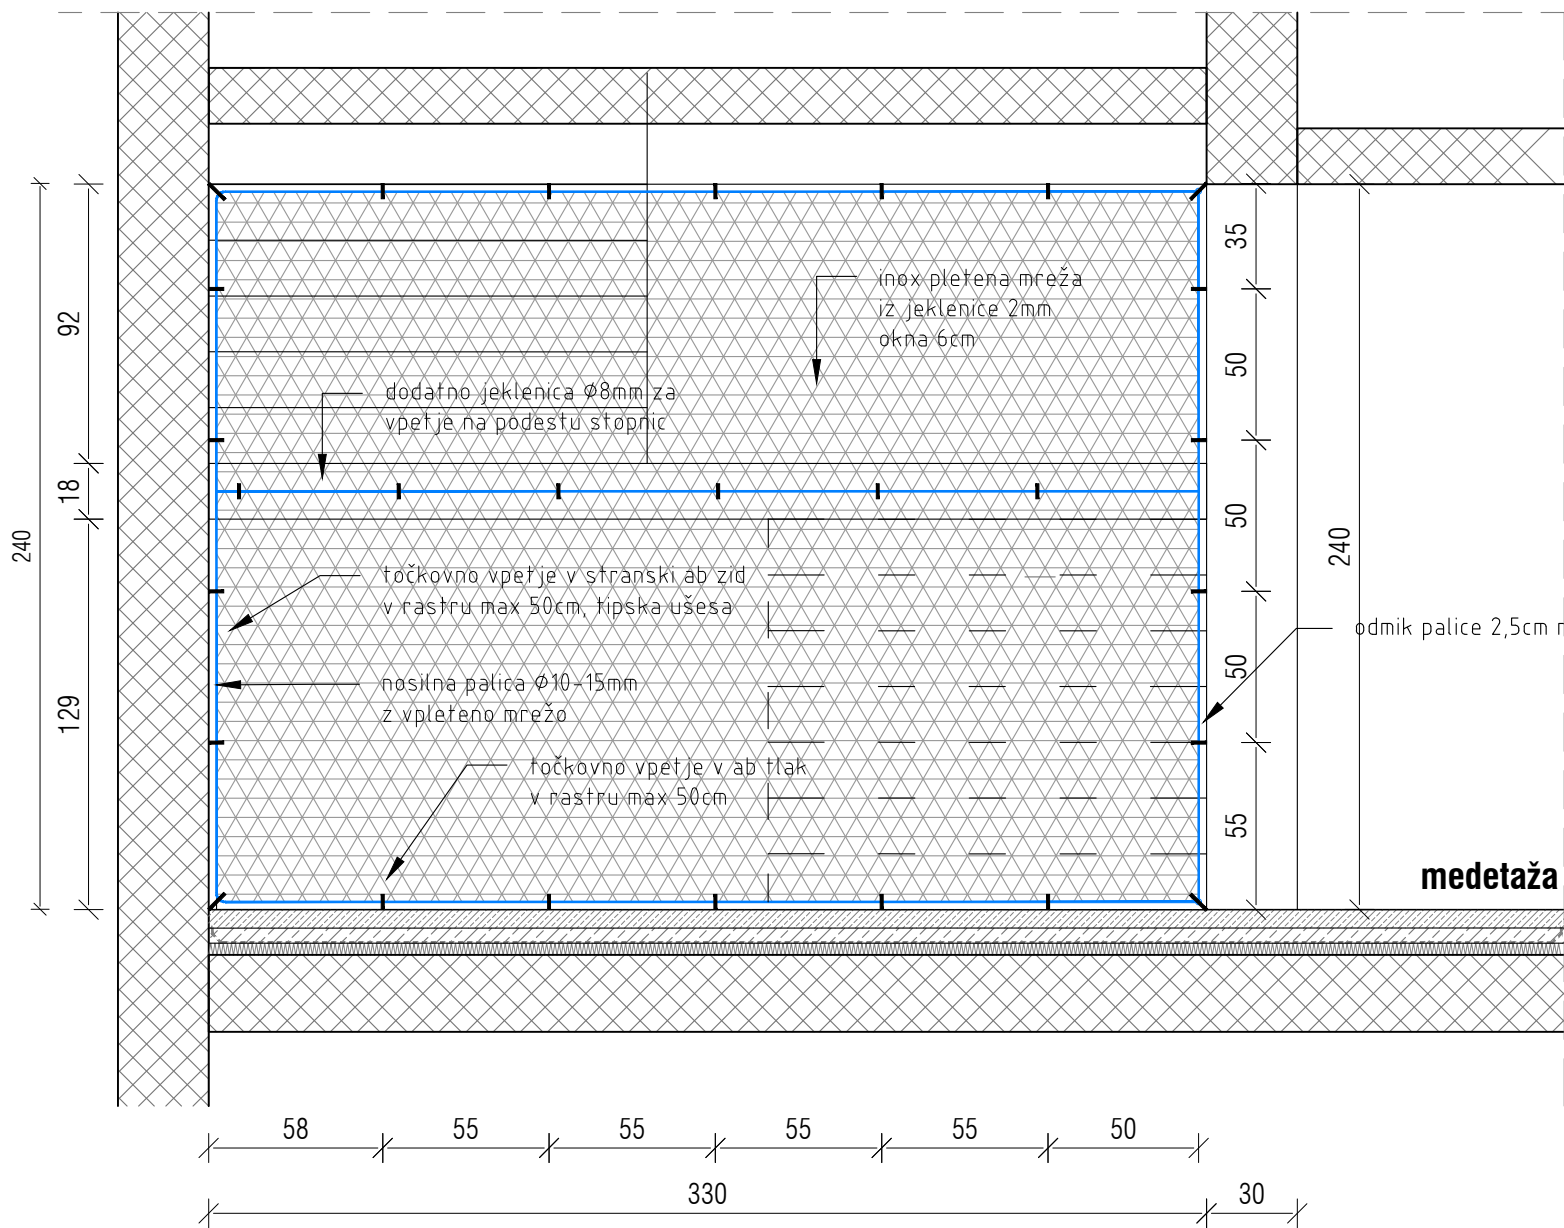 inox pletena mreža
iz jeklenice 2mm
okna 6cm
dodatno jeklenica Ø8mm za
vpetje na podestu stopnic
točkovno vpetje v stranski ab zid
v rastru max 50cm, tipska ušesa
nosilna palica Ø10-15mm
z vpleteno mrežo
točkovno vpetje v ab tlak
v rastru max 50cm
odmik palice 2,5cm
medetaža
240
92
18
129
35
50
50
50
55
240
58
55
55
55
55
50
330
30